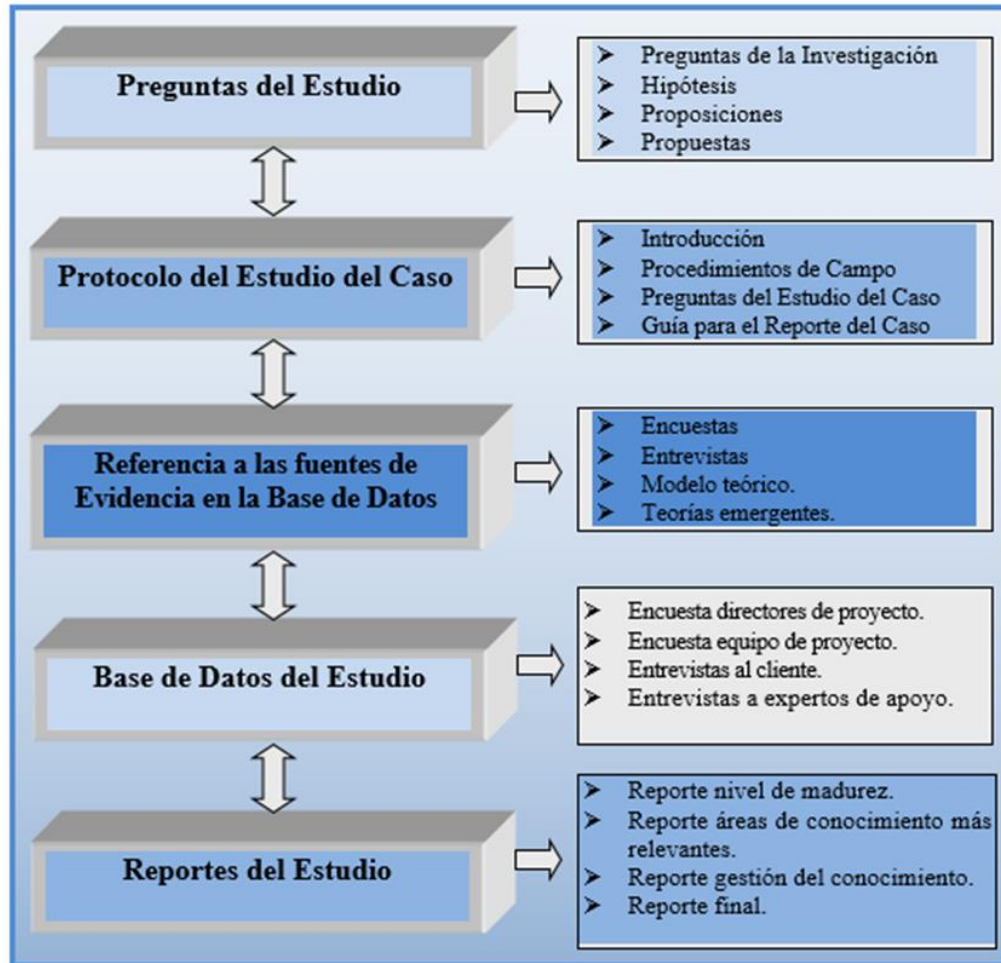 Preguntas del Estudio
➢ Preguntas de la Investigación
➢ Hipótesis
➢ Proposiciones
➢ Propuestas
Protocolo del Estudio del Caso
➢ Introducción
➢ Procedimientos de Campo
➢ Preguntas del Estudio del Caso
➢ Guía para el Reporte del Caso
Referencia a las fuentes de
Evidencia en la Base de Datos
➢ Encuestas
➢ Entrevistas
➢ Modelo teórico.
➢ Teorías emergentes.
Base de Datos del Estudio
➢ Encuesta directores de proyecto.
➢ Encuesta equipo de proyecto.
➢ Entrevistas al cliente.
➢ Entrevistas a expertos de apoyo.
Reportes del Estudio
➢ Reporte nivel de madurez.
➢ Reporte áreas de conocimiento más
relevantes.
➢ Reporte gestión del conocimiento.
➢ Reporte final.